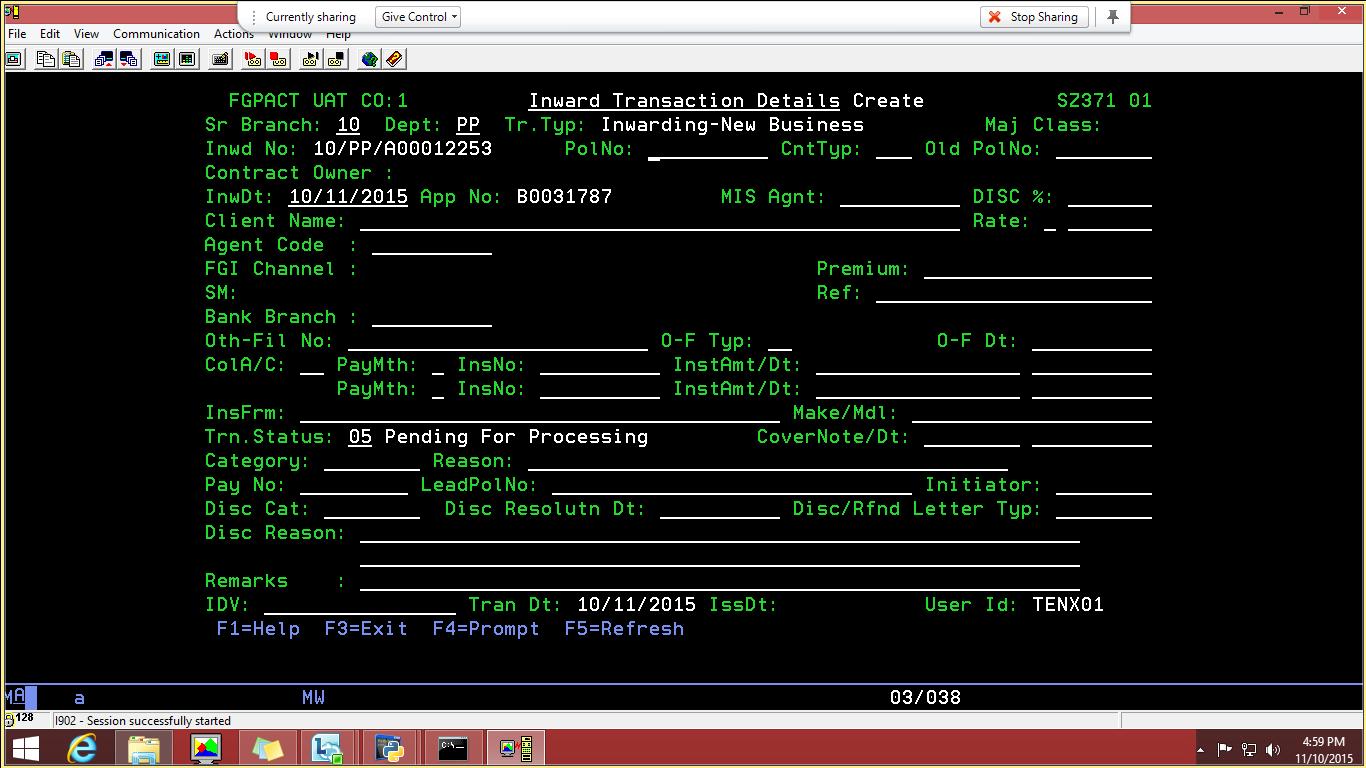 Currently sharing Give Control Stop Sharing
File Edit View Communication Actions Window Help
FGPACT UAT CO:1 Inward Transaction Details Create SZ371 01
Sr Branch: 10 Dept: PP Tr.Typ: Inwarding-New Business Maj Class:
Inwd No: 10/PP/A00012253 PolNo: CntTyp: Old PolNo:
Contract Owner :
InwDt: 10/11/2015 App No: B0031787 MIS Agnt: DISC %:
Client Name: Rate:
Agent Code :
FGI Channel : Premium:
SM: Ref:
Bank Branch :
Oth-Fil No: O-F Typ: O-F Dt:
ColA/C: PayMth: InsNo: InstAmt/Dt:
PayMth: InsNo: InstAmt/Dt:
InsFrm: Make/Mdl:
Trn.Status: 05 Pending For Processing CoverNote/Dt:
Category: Reason:
Pay No: LeadPolNo: Initiator:
Disc Cat: Disc Resolutn Dt: Disc/Rfnd Letter Typ:
Disc Reason:
Remarks :
IDV: Tran Dt: 10/11/2015 IssDt: User Id: TENX01
F1=Help F3=Exit F4=Prompt F5=Refresh
MA a MW 03/038
128 I902 - Session successfully started
C:\
4:59 PM
11/10/2015